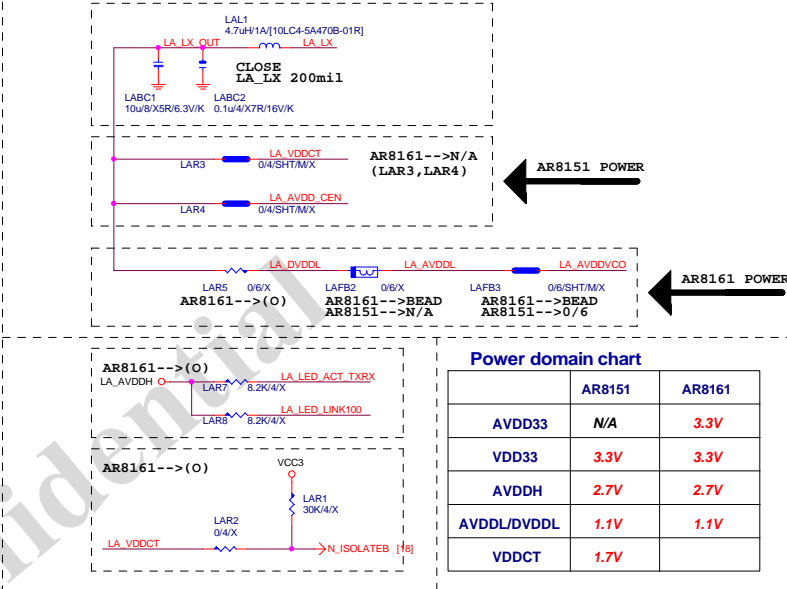 LAL1
4.7uH/1A/[10LC4-5A470B-01R]
LA_LX_OUT
LA_LX
CLOSE
LA_LX 200mil
LABC1
10u/8/X5R/6.3V/K
LABC2
0.1u/4/X7R/16V/K
LA_VDDCT
LAR3
0/4/SHT/M/X
AR8161-->N/A
(LAR3,LAR4)
AR8151 POWER
LA_AVDD_CEN
LAR4
0/4/SHT/M/X
LA_DVDDL
LA_AVDDL
LA_AVDDVCO
LAR5
0/6/X
LAFB2
0/6/X
LAFB3
0/6/SHT/M/X
AR8161-->(O)
AR8161-->BEAD
AR8151-->N/A
AR8161-->BEAD
AR8151-->0/6
AR8161 POWER
AR8161-->(O)
LA_AVDDH
LA_LED_ACT_TXRX
LAR7
8.2K/4/X
LA_LED_LINK100
LAR8
8.2K/4/X
AR8161-->(O)
VCC3
LAR1
30K/4/X
LAR2
0/4/X
LA_VDDCT
N_ISOLATEB [18]
Power domain chart
AR8151 AR8161
AVDD33 N/A 3.3V
VDD33 3.3V 3.3V
AVDDH 2.7V 2.7V
AVDDL/DVDDL 1.1V 1.1V
VDDCT 1.7V
nfidential